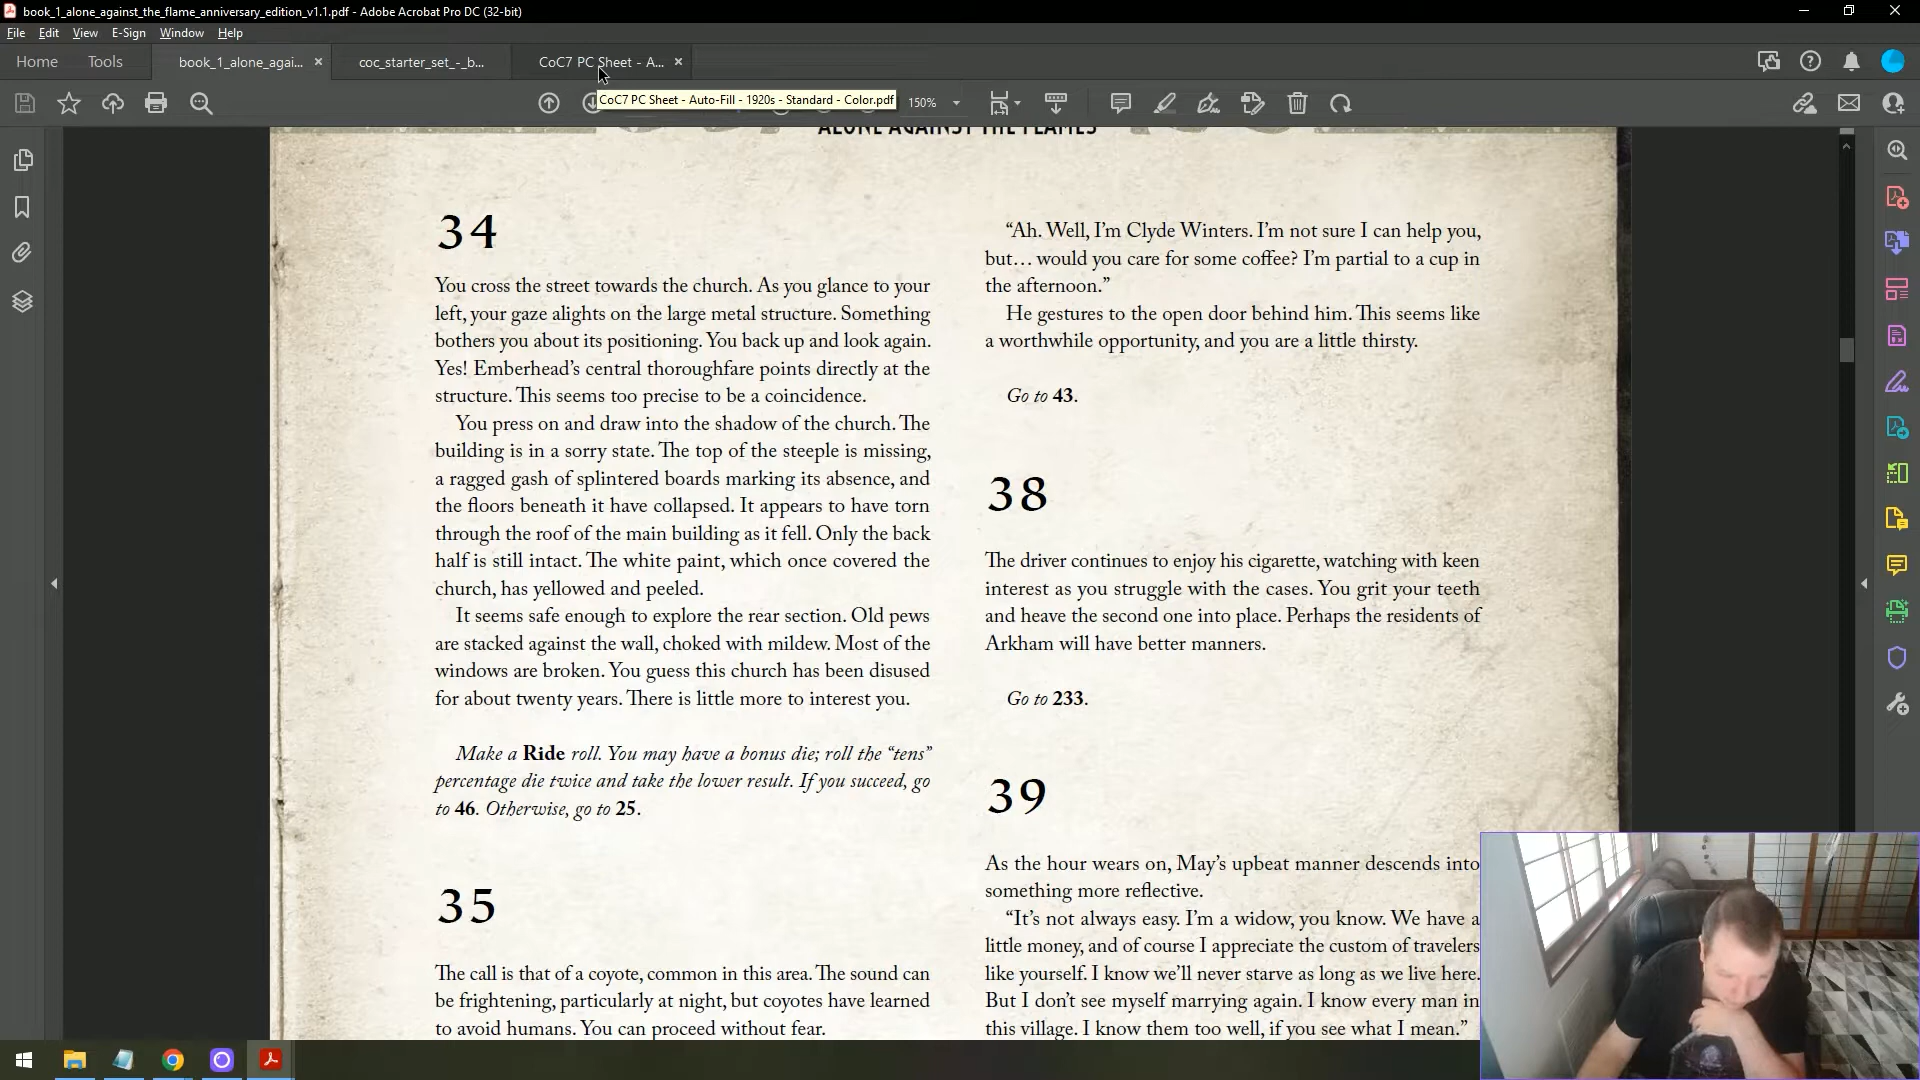 book_1_alone_against_the_flame_anniversary_edition_v1.1.pdf - Adobe Acrobat Pro DC (32-bit)
File Edit View E-Sign Window Help
Home Tools book_1_alone_agai... coc_starter_set_-_b... CoC7 PC Sheet - A...
CoC7 PC Sheet - Auto-Fill - 1920s - Standard - Color.pdf
150%
ALONE AGAINST THE FLAMES
34
You cross the street towards the church. As you glance to your
left, your gaze alights on the large metal structure. Something
bothers you about its positioning. You back up and look again.
Yes! Emberhead’s central thoroughfare points directly at the
structure. This seems too precise to be a coincidence.
You press on and draw into the shadow of the church. The
building is in a sorry state. The top of the steeple is missing,
a ragged gash of splintered boards marking its absence, and
the floors beneath it have collapsed. It appears to have torn
through the roof of the main building as it fell. Only the back
half is still intact. The white paint, which once covered the
church, has yellowed and peeled.
It seems safe enough to explore the rear section. Old pews
are stacked against the wall, choked with mildew. Most of the
windows are broken. You guess this church has been disused
for about twenty years. There is little more to interest you.
Make a Ride roll. You may have a bonus die; roll the “tens”
percentage die twice and take the lower result. If you succeed, go
to 46. Otherwise, go to 25.
35
The call is that of a coyote, common in this area. The sound can
be frightening, particularly at night, but coyotes have learned
to avoid humans. You can proceed without fear.
“Ah. Well, I’m Clyde Winters. I’m not sure I can help you,
but… would you care for some coffee? I’m partial to a cup in
the afternoon.”
He gestures to the open door behind him. This seems like
a worthwhile opportunity, and you are a little thirsty.
Go to 43.
38
The driver continues to enjoy his cigarette, watching with keen
interest as you struggle with the cases. You grit your teeth
and heave the second one into place. Perhaps the residents of
Arkham will have better manners.
Go to 233.
39
As the hour wears on, May’s upbeat manner descends into
something more reflective.
“It’s not always easy. I’m a widow, you know. We have a
little money, and of course I appreciate the custom of travelers
like yourself. I know we’ll never starve as long as we live here.
But I don’t see myself marrying again. I know every man in
this village. I know them too well, if you see what I mean.”